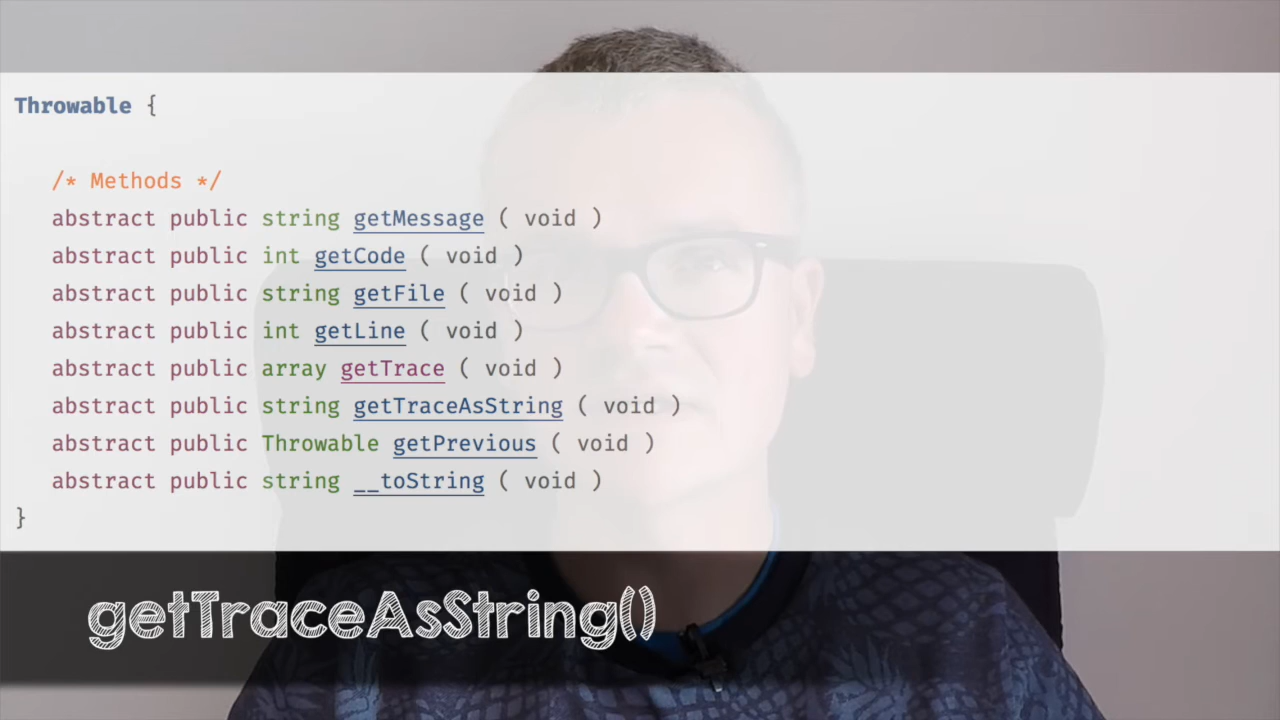 Throwable {
/* Methods */
abstract public string getMessage ( void )
abstract public int getCode ( void )
abstract public string getFile ( void )
abstract public int getLine ( void )
abstract public array getTrace ( void )
abstract public string getTraceAsString ( void )
abstract public Throwable getPrevious ( void )
abstract public string __toString ( void )
}
getTraceAsString()